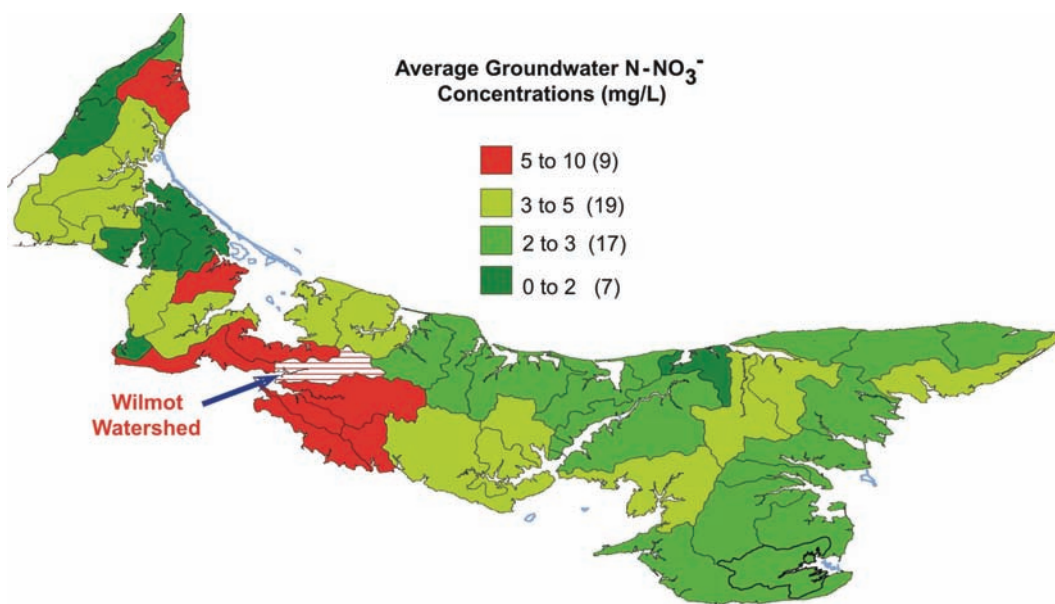 Average Groundwater N-NO₃⁻
Concentrations (mg/L)
5 to 10 (9)
3 to 5 (19)
2 to 3 (17)
0 to 2 (7)
Wilmot
Watershed